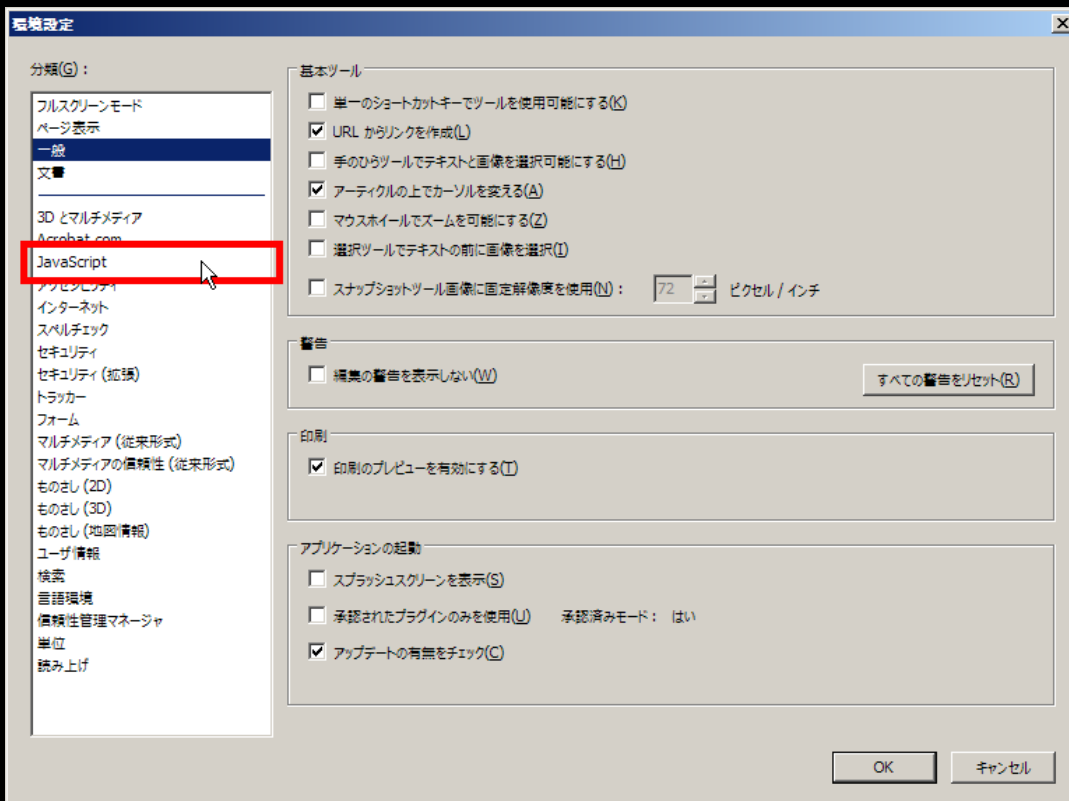 環境設定
分類(G)：
フルスクリーンモード
ページ表示
一般
文書
3D とマルチメディア
Acrobat.com
JavaScript
アクセシビリティ
インターネット
スペルチェック
セキュリティ
セキュリティ (拡張)
トラッカー
フォーム
マルチメディア (従来形式)
マルチメディアの信頼性 (従来形式)
ものさし (2D)
ものさし (3D)
ものさし (地図情報)
ユーザ情報
検索
言語環境
信頼性管理マネージャ
単位
読み上げ
基本ツール
単一のショートカットキーでツールを使用可能にする(K)
URL からリンクを作成(L)
手のひらツールでテキストと画像を選択可能にする(H)
アーティクルの上でカーソルを変える(A)
マウスホイールでズームを可能にする(Z)
選択ツールでテキストの前に画像を選択(I)
スナップショットツール画像に固定解像度を使用(N)： 72 ピクセル / インチ
警告
編集の警告を表示しない(W) すべての警告をリセット(R)
印刷
印刷のプレビューを有効にする(T)
アプリケーションの起動
スプラッシュスクリーンを表示(S)
承認されたプラグインのみを使用(U) 承認済みモード： はい
アップデートの有無をチェック(C)
OK キャンセル